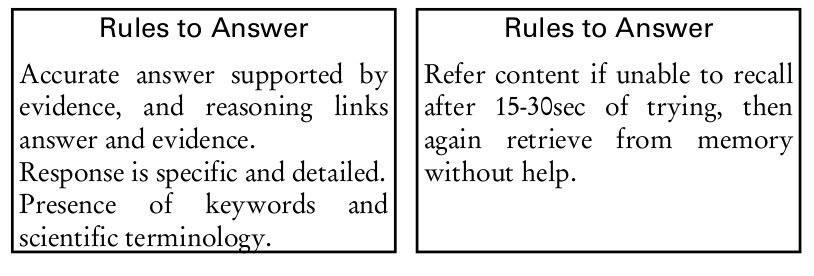 Rules to Answer
Accurate answer supported by
evidence, and reasoning links
answer and evidence.
Response is specific and detailed.
Presence of keywords and
scientific terminology.
Rules to Answer
Refer content if unable to recall
after 15-30sec of trying, then
again retrieve from memory
without help.